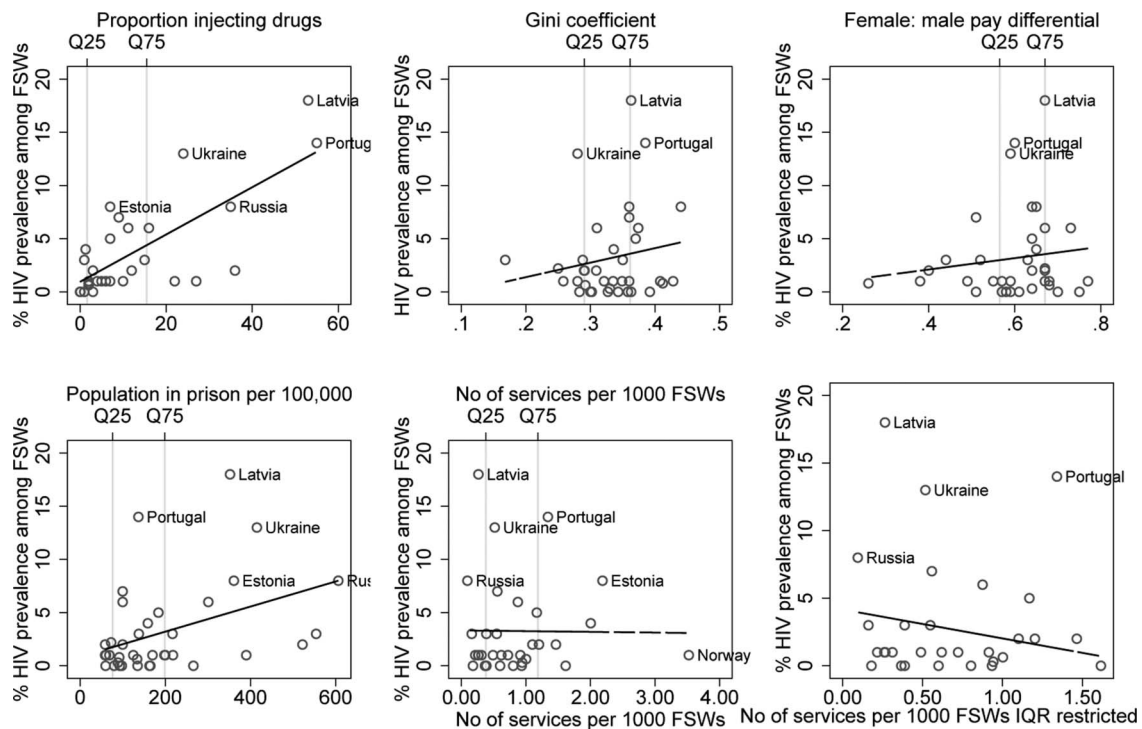 Proportion injecting drugs
Q25 Q75
% HIV prevalence among FSWs
0 5 10 15 20
Latvia
Portug
Ukraine
Estonia
Russia
0 20 40 60
Gini coefficient
Q25 Q75
HIV prevalence among FSWs
0 5 10 15 20
Latvia
Portugal
Ukraine
.1 .2 .3 .4 .5
Female: male pay differential
Q25 Q75
% HIV prevalence among FSWs
0 5 10 15 20
Latvia
Portugal
Ukraine
.2 .4 .6 .8
Population in prison per 100,000
Q25 Q75
% HIV prevalence among FSWs
0 5 10 15 20
Latvia
Portugal
Ukraine
Estonia
Rus
0 200 400 600
No of services per 1000 FSWs
Q25 Q75
% HIV prevalence among FSWs
0 5 10 15 20
Latvia
Portugal
Ukraine
Russia
Estonia
Norway
0.00 1.00 2.00 3.00 4.00
No of services per 1000 FSWs
% HIV prevalence among FSWs
0 5 10 15 20
Latvia
Portugal
Ukraine
Russia
0.00 0.50 1.00 1.50
No of services per 1000 FSWs IQR restricted